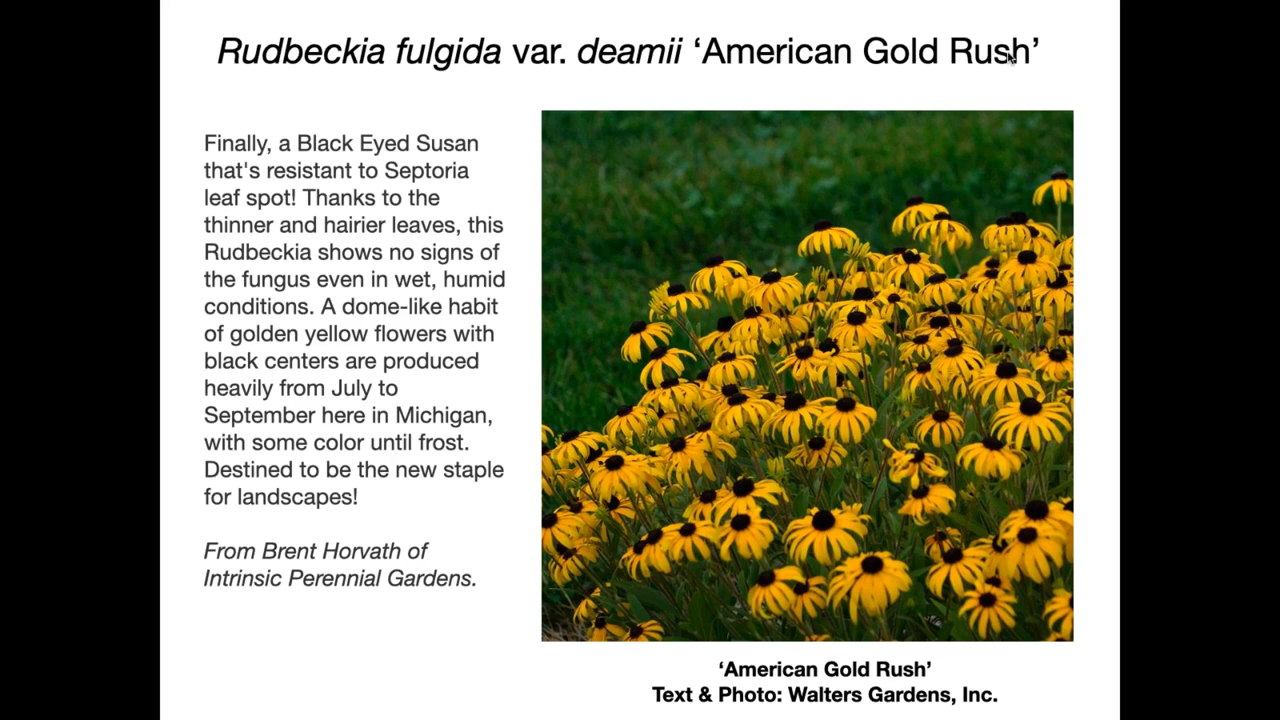 Rudbeckia fulgida var. deamii ‘American Gold Rush’
Finally, a Black Eyed Susan
that's resistant to Septoria
leaf spot! Thanks to the
thinner and hairier leaves, this
Rudbeckia shows no signs of
the fungus even in wet, humid
conditions. A dome-like habit
of golden yellow flowers with
black centers are produced
heavily from July to
September here in Michigan,
with some color until frost.
Destined to be the new staple
for landscapes!
From Brent Horvath of
Intrinsic Perennial Gardens.
‘American Gold Rush’
Text & Photo: Walters Gardens, Inc.